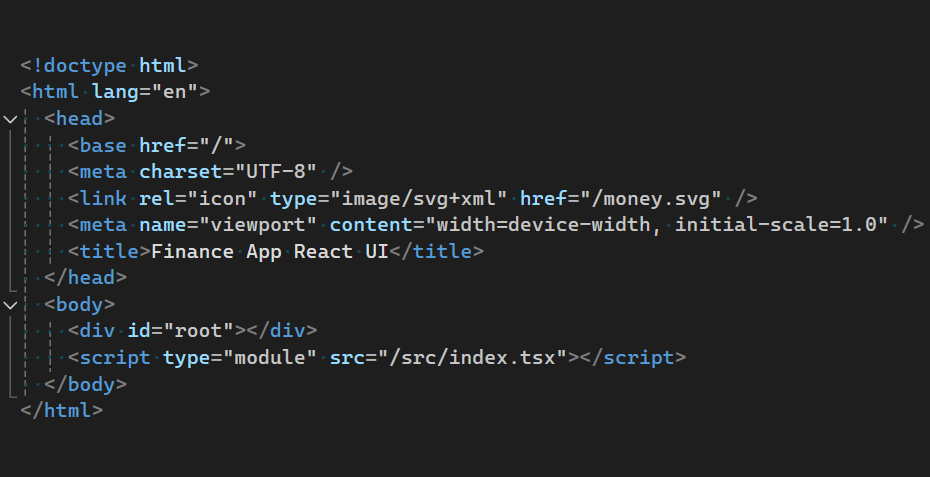 <!doctype html>
<html lang="en">
<head>
<base href="/">
<meta charset="UTF-8" />
<link rel="icon" type="image/svg+xml" href="/money.svg" />
<meta name="viewport" content="width=device-width, initial-scale=1.0" />
<title>Finance App React UI</title>
</head>
<body>
<div id="root"></div>
<script type="module" src="/src/index.tsx"></script>
</body>
</html>